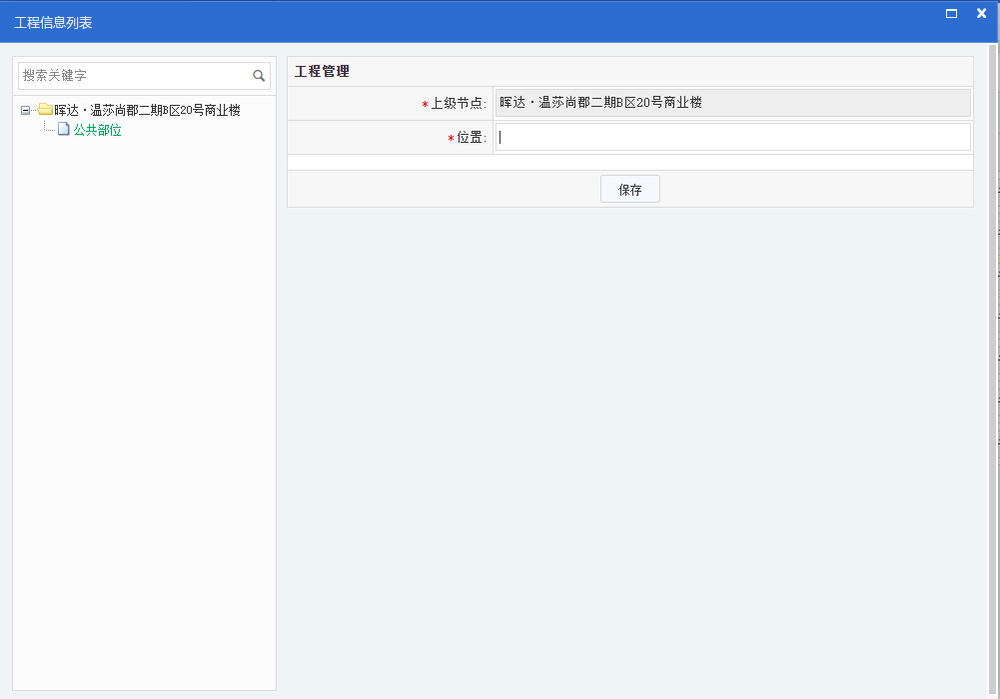 工程信息列表
搜索关键字
晖达·温莎尚郡二期B区20号商业楼
公共部位
工程管理
*上级节点:
晖达·温莎尚郡二期B区20号商业楼
*位置:
保存